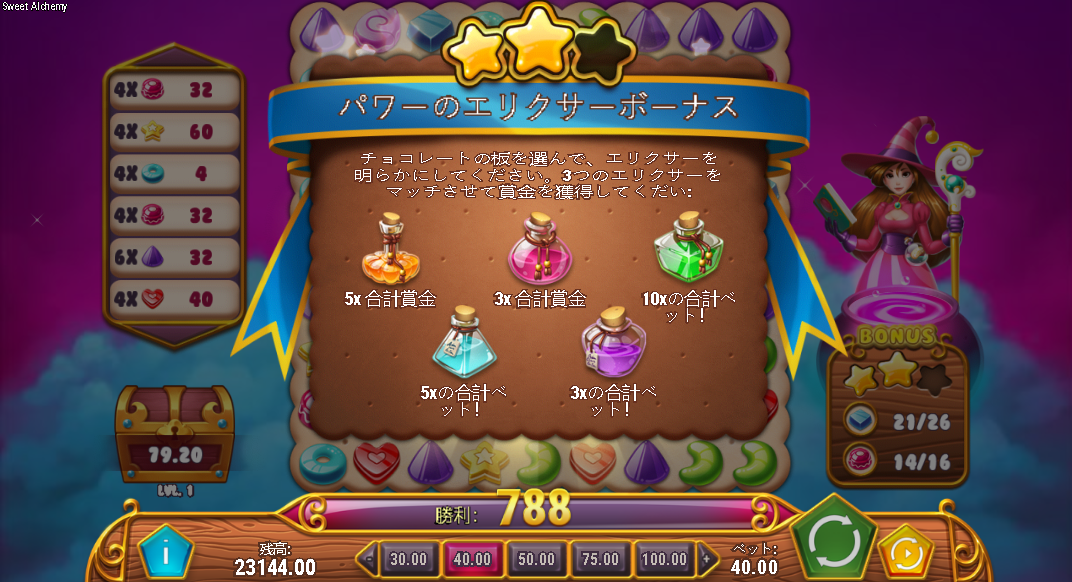 Sweet Alchemy
パワーのエリクサーボーナス
チョコレートの板を選んで、エリクサーを
明らかにしてください。3つのエリクサーを
マッチさせて賞金を獲得してくだい:
5x 合計賞金
3x 合計賞金
10xの合計ベ
ット!
5xの合計ベ
ット!
3xの合計ベ
ット!
4X 32
4X 60
4X 4
4X 32
6X 32
4X 40
79.20
LVL. 1
BONUS
21/26
14/16
勝利: 788
残高:
23144.00
<
30.00
40.00
50.00
75.00
100.00
+
ベット:
40.00